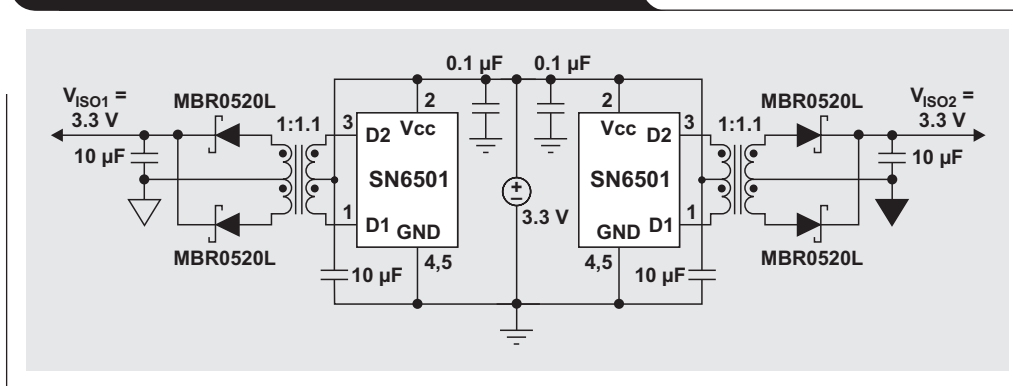 0.1 µF 0.1 µF
V_ISO1 =
3.3 V
MBR0520L
1:1.1
10 µF
3
2
Vcc
D2
SN6501
1
D1
GND
4,5
10 µF
MBR0520L
+
–
3.3 V
2
Vcc
3
D2
SN6501
1
D1
GND
4,5
10 µF
1:1.1
MBR0520L
V_ISO2 =
3.3 V
10 µF
MBR0520L